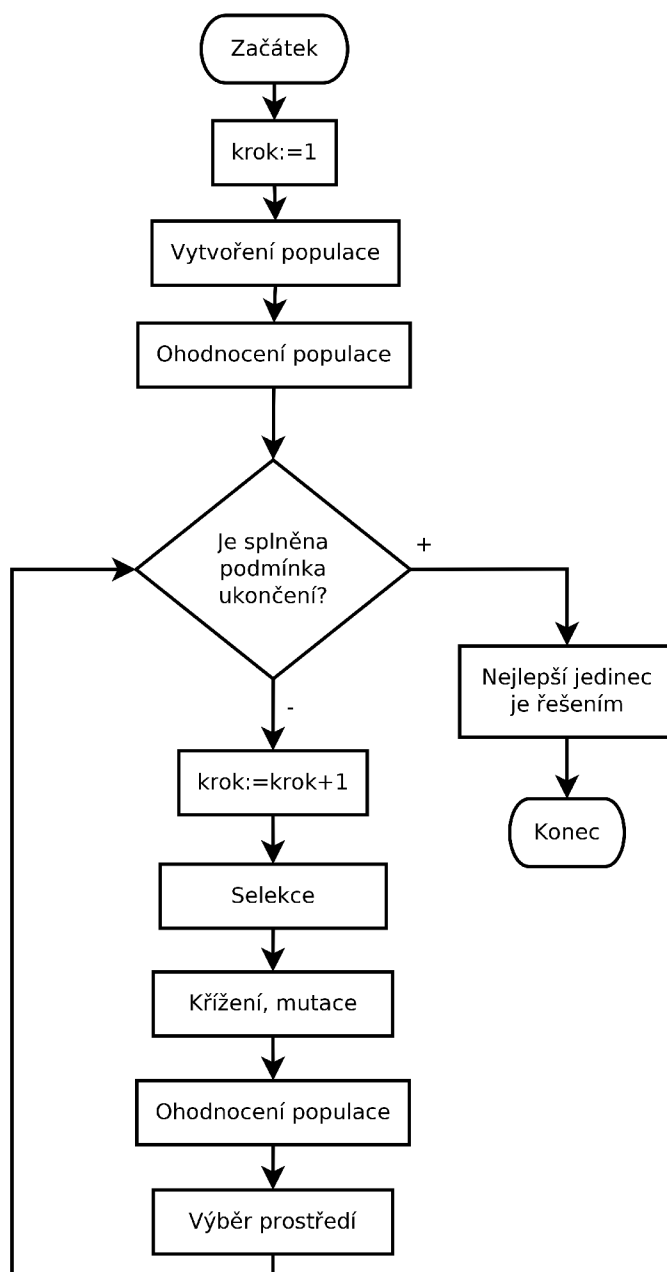 Začátek
krok:=1
Vytvoření populace
Ohodnocení populace
Je splněna
podmínka
ukončení?
+
-
Nejlepší jedinec
je řešením
Konec
krok:=krok+1
Selekce
Křížení, mutace
Ohodnocení populace
Výběr prostředí